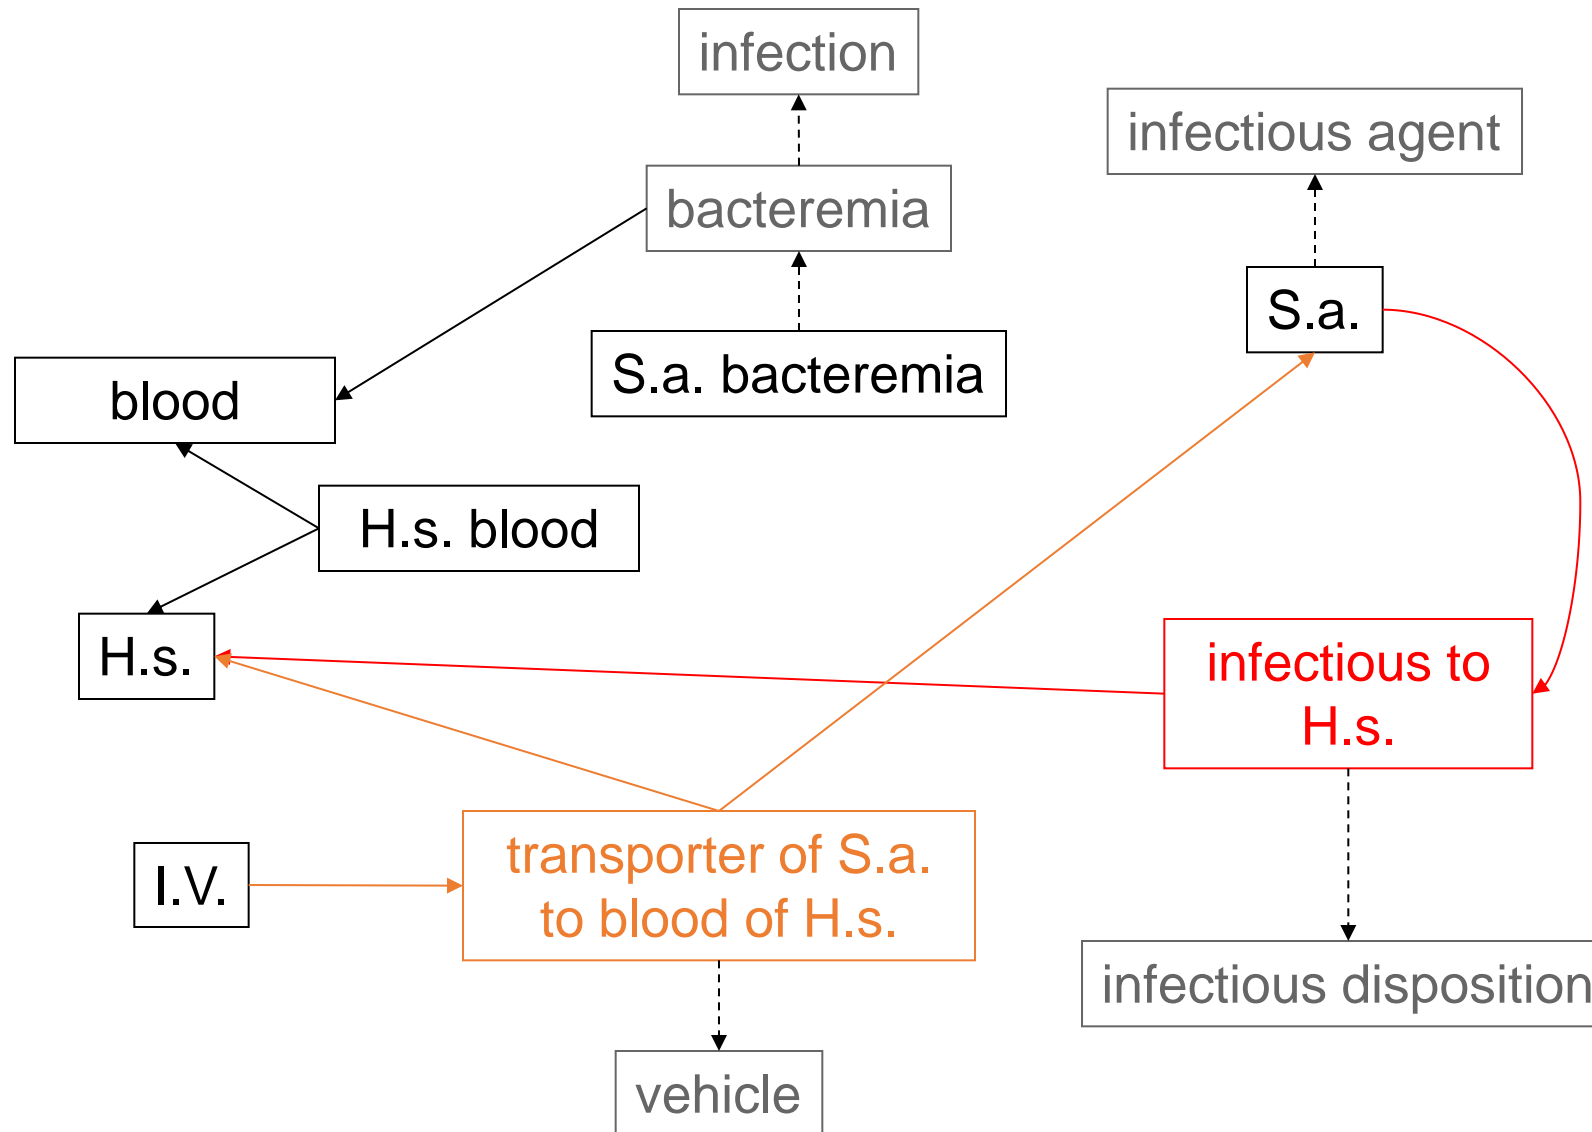 infection
infectious agent
bacteremia
S.a.
S.a. bacteremia
blood
H.s. blood
H.s.
infectious to
H.s.
transporter of S.a.
to blood of H.s.
I.V.
infectious disposition
vehicle